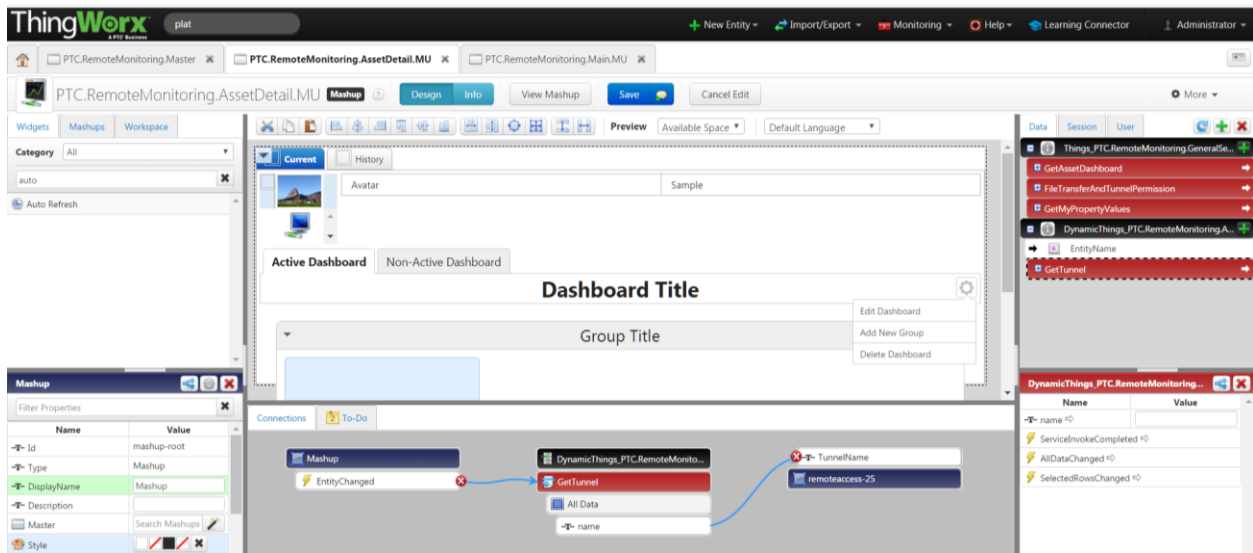 ThingWorx
A PTC Business
plat
New Entity
Import/Export
Monitoring
Help
Learning Connector
Administrator
PTC.RemoteMonitoring.Master
PTC.RemoteMonitoring.AssetDetail.MU
PTC.RemoteMonitoring.Main.MU
PTC.RemoteMonitoring.AssetDetail.MU Mashup ?
Design
Info
View Mashup
Save
Cancel Edit
More
Widgets
Mashups
Workspace
Category All
auto
Auto Refresh
Preview
Available Space
Default Language
Current
History
Avatar
Sample
Active Dashboard
Non-Active Dashboard
Dashboard Title
Edit Dashboard
Add New Group
Delete Dashboard
Group Title
Data
Session
User
Things_PTC.RemoteMonitoring.GeneralSe...
GetAssetDashboard
FileTransferAndTunnelPermission
GetMyPropertyValues
DynamicThings_PTC.RemoteMonitoring.A...
EntityName
GetTunnel
Mashup
Filter Properties
Name Value
-T- Id mashup-root
-T- Type Mashup
-T- DisplayName Mashup
-T- Description
Master Search Mashups
Style
Connections
To-Do
Mashup
EntityChanged
DynamicThings_PTC.RemoteMonito...
GetTunnel
All Data
-T- name
-T- TunnelName
remoteaccess-25
DynamicThings_PTC.RemoteMonitoring...
Name Value
-T- name
ServiceInvokeCompleted
AllDataChanged
SelectedRowsChanged